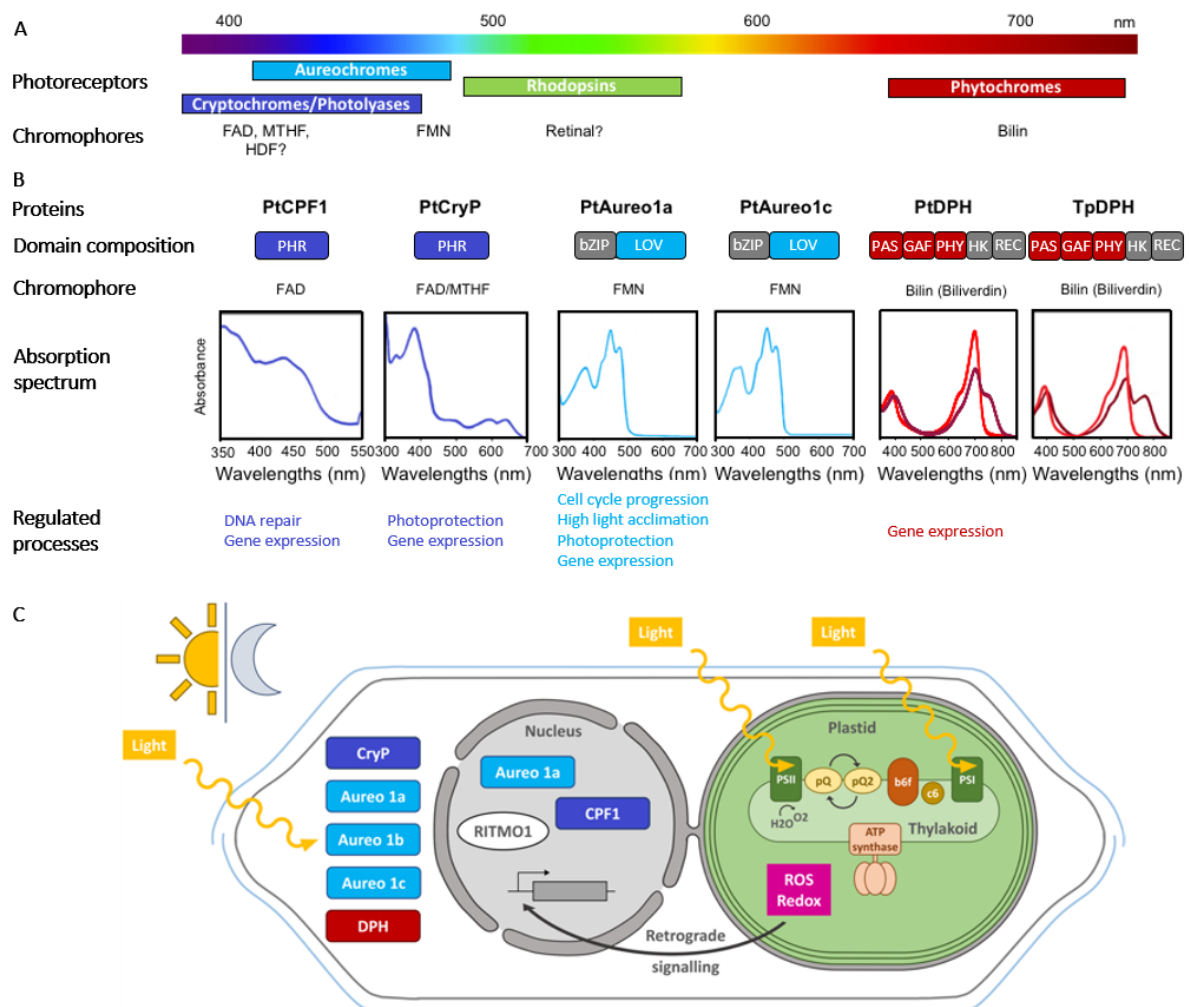 A
400 500 600 700 nm
Photoreceptors
Aureochromes
Rhodopsins
Phytochromes
Cryptochromes/Photolyases
Chromophores
FAD, MTHF,
HDF?
FMN
Retinal?
Bilin
B
Proteins
PtCPF1 PtCryP PtAureo1a PtAureo1c PtDPH TpDPH
Domain composition
PHR PHR bZIP LOV bZIP LOV PAS GAF PHY HK REC PAS GAF PHY HK REC
Chromophore
FAD FAD/MTHF FMN FMN Bilin (Biliverdin) Bilin (Biliverdin)
Absorption
spectrum
Absorbance
350 400 450 500 550 300 400 500 600 700 300 400 500 600 700 300 400 500 600 700 400 500 600 700 800 400 500 600 700 800
Wavelengths (nm) Wavelengths (nm) Wavelengths (nm) Wavelengths (nm) Wavelengths (nm) Wavelengths (nm)
Regulated
processes
DNA repair
Gene expression
Photoprotection
Gene expression
Cell cycle progression
High light acclimation
Photoprotection
Gene expression
Gene expression
C
Light
Light
Light
CryP
Aureo 1a
Aureo 1b
Aureo 1c
DPH
Nucleus
Aureo 1a
CPF1
RITMO1
Plastid
PSII pQ pQ2 b6f c6 PSI
H2O O2
Thylakoid
ATP
synthase
ROS
Redox
Retrograde
signalling